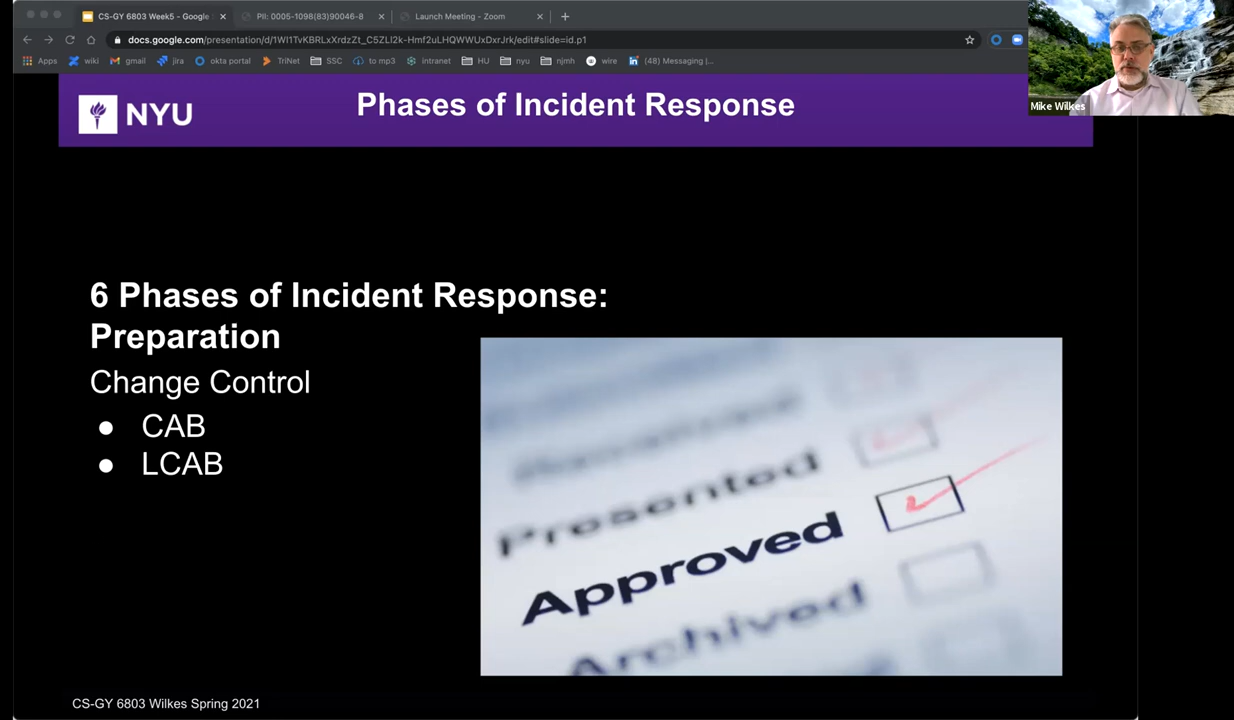 CS-GY 6803 Week5 - Google
PII: 0005-1098(83)90046-8
Launch Meeting - Zoom
docs.google.com/presentation/d/1WI1TvKBRLxXrdzZt_C5ZLI2k-Hmf2uLHQWWUxDxrJrk/edit#slide=id.p1
Apps wiki gmail jira okta portal TriNet SSC to mp3 intranet HU nyu njmh wire (48) Messaging |...
Mike Wilkes
NYU
Phases of Incident Response
6 Phases of Incident Response:
Preparation
Change Control
● CAB
● LCAB
Presented
Approved
Archived
CS-GY 6803 Wilkes Spring 2021